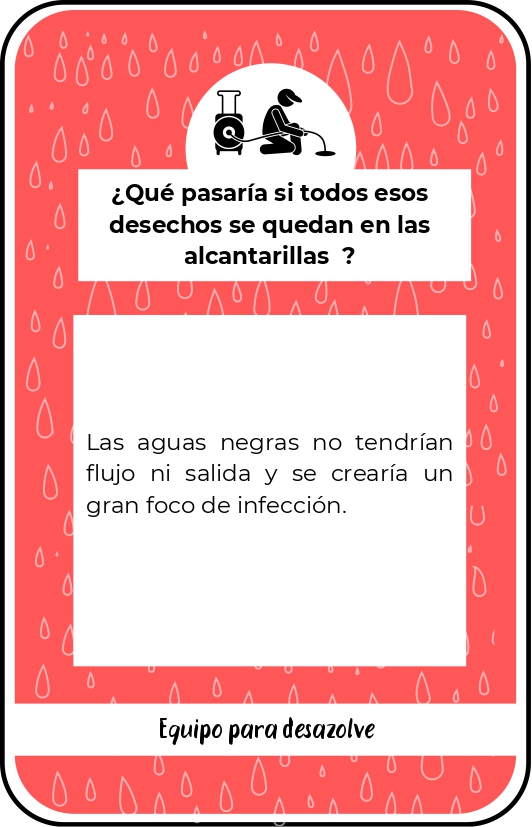 ¿Qué pasaría si todos esos
desechos se quedan en las
alcantarillas ?
Las aguas negras no tendrían
flujo ni salida y se crearía un
gran foco de infección.
Equipo para desazolve